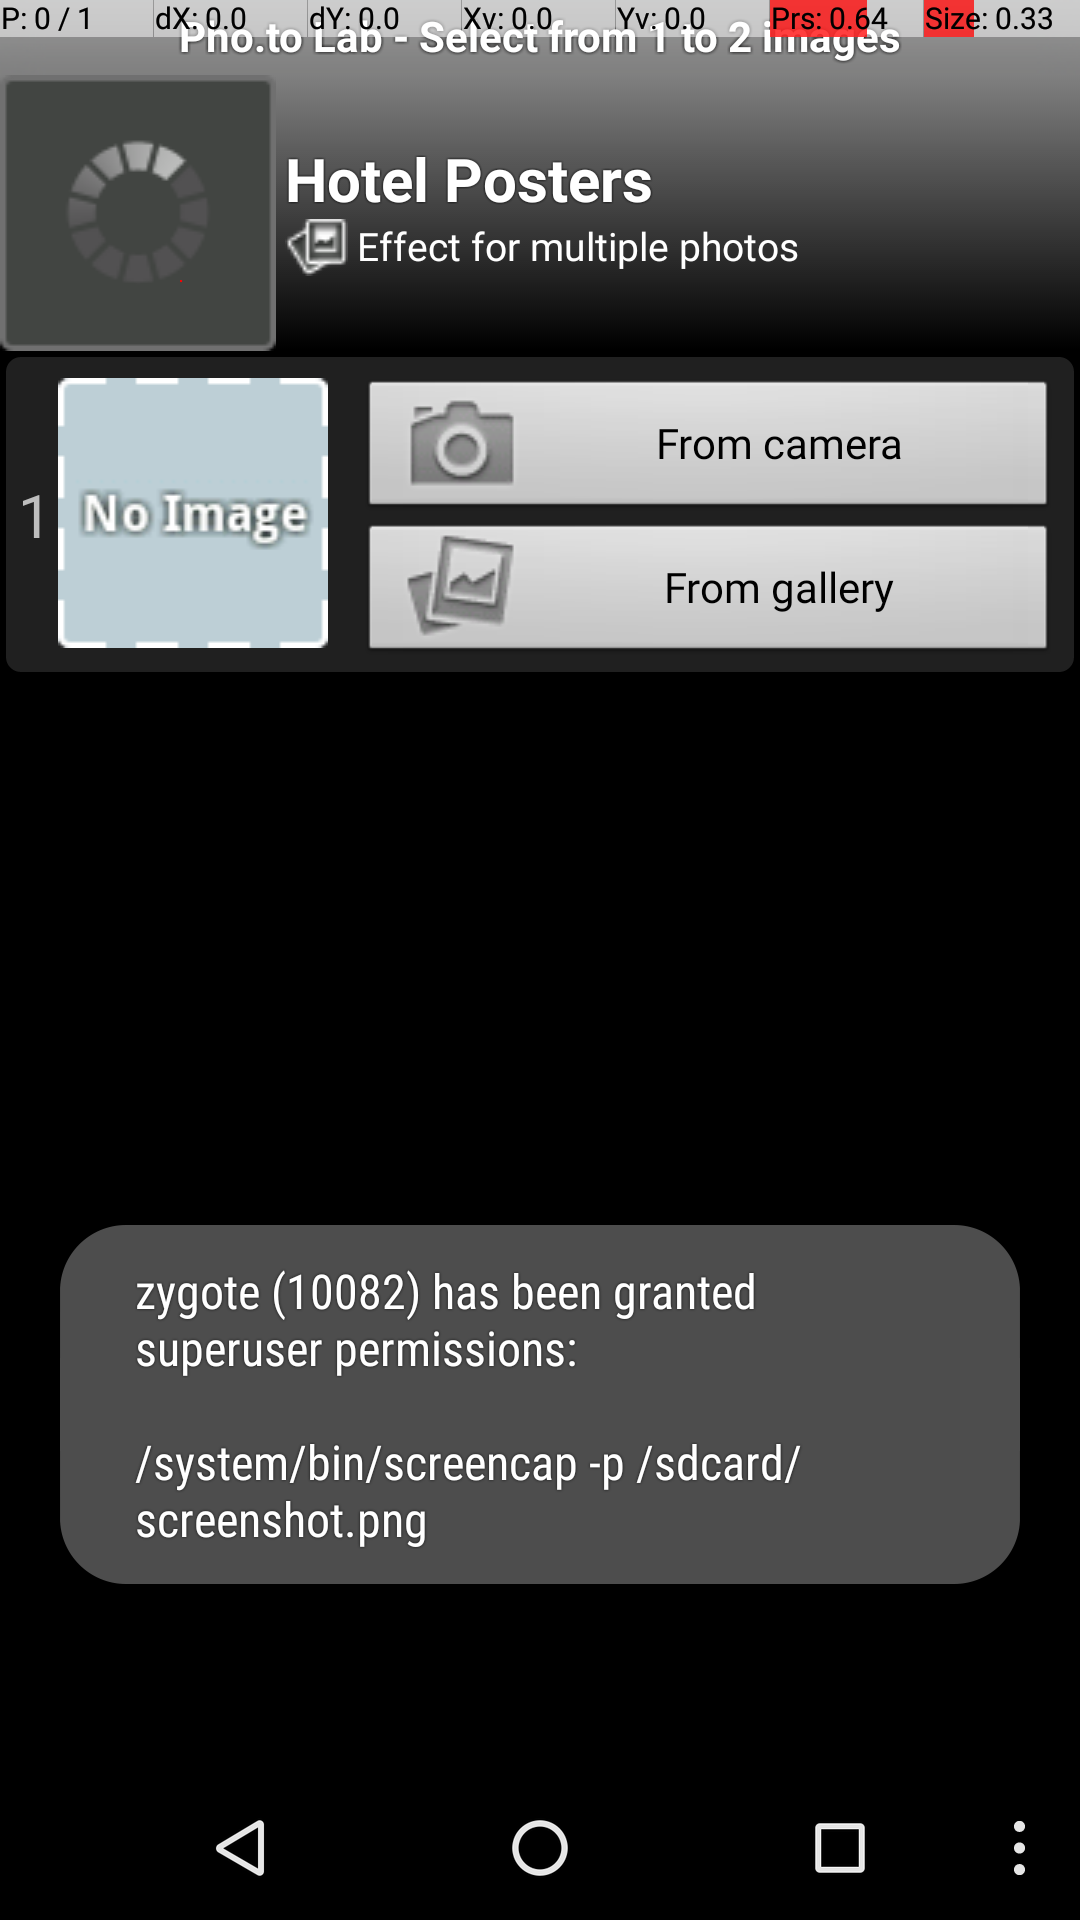 P: 0 / 1 dX: 0.0 dY: 0.0 Xv: 0.0 Yv: 0.0 Prs: 0.64 Size: 0.33
Pho.to Lab - Select from 1 to 2 images
Hotel Posters
Effect for multiple photos
1
No Image
From camera
From gallery
zygote (10082) has been granted
superuser permissions:
/system/bin/screencap -p /sdcard/
screenshot.png